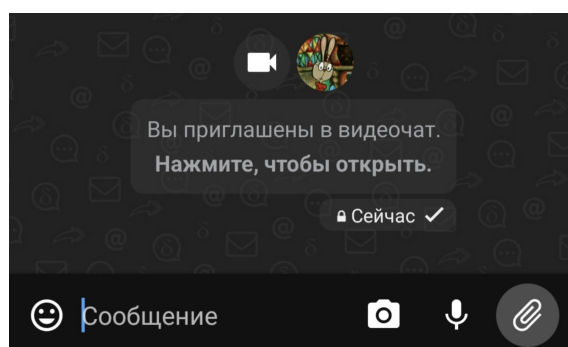 Вы приглашены в видеочат.
Нажмите, чтобы открыть.
Сейчас
Сообщение